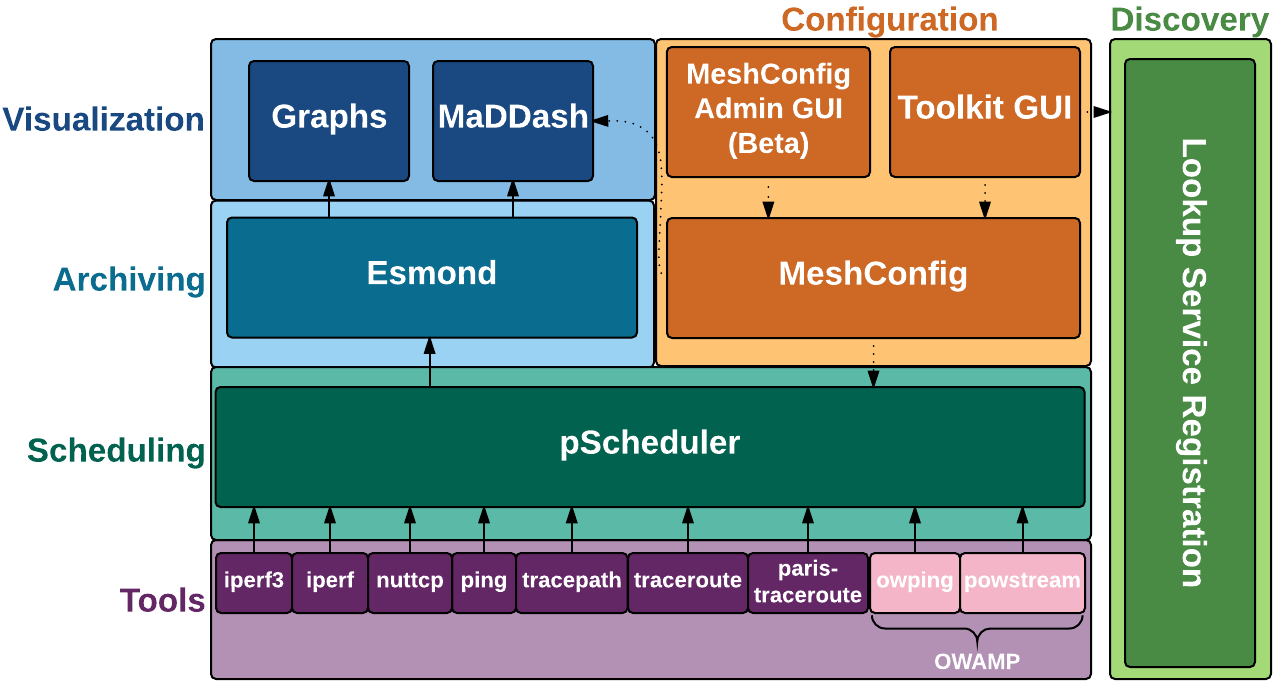 Configuration
Discovery
Visualization
Graphs
MaDDash
MeshConfig
Admin GUI
(Beta)
Toolkit GUI
Lookup Service Registration
Archiving
Esmond
MeshConfig
Scheduling
pScheduler
Tools
iperf3
iperf
nuttcp
ping
tracepath
traceroute
paris-
traceroute
owping
powstream
OWAMP